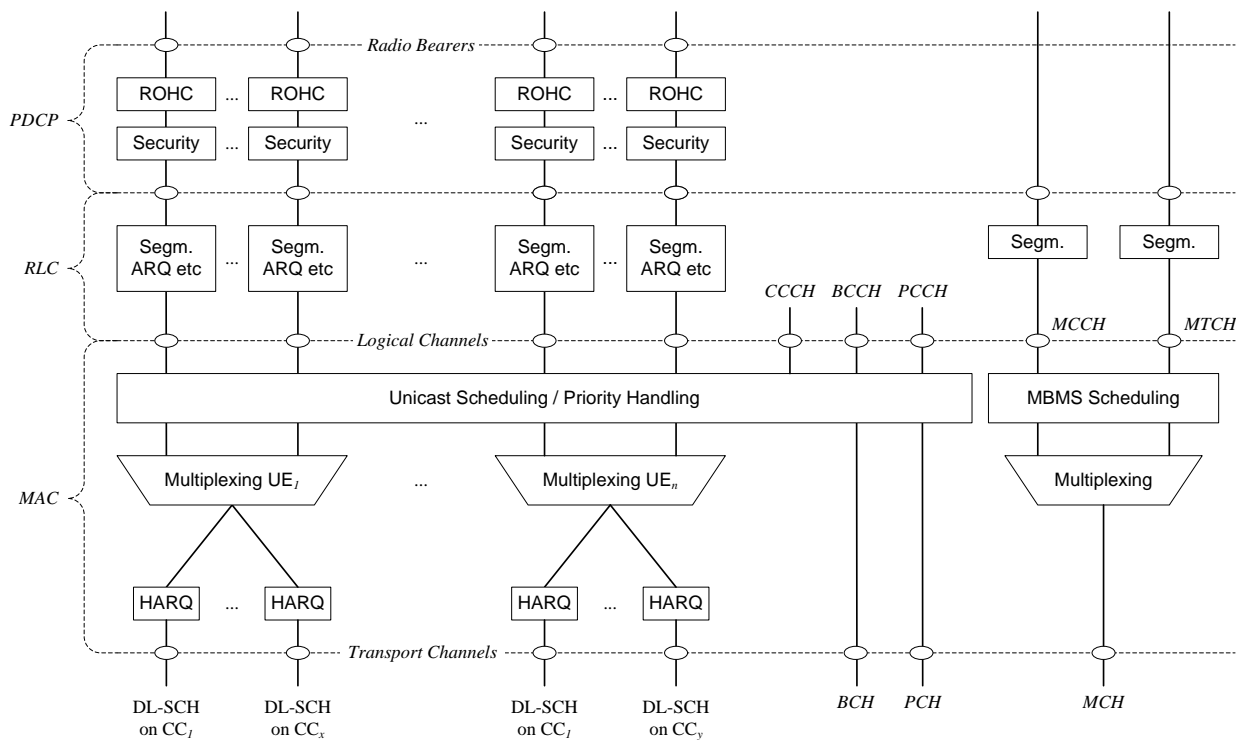 Radio Bearers
ROHC ... ROHC ROHC ... ROHC
PDCP
...
Security ... Security Security ... Security
Segm. ARQ etc ... Segm. ARQ etc ... Segm. ARQ etc ... Segm. ARQ etc
Segm. Segm.
RLC
CCCH BCCH PCCH
MCCH MTCH
Logical Channels
Unicast Scheduling / Priority Handling
MBMS Scheduling
Multiplexing UE1 ... Multiplexing UEn
Multiplexing
MAC
HARQ ... HARQ HARQ ... HARQ
Transport Channels
DL-SCH DL-SCH DL-SCH DL-SCH BCH PCH MCH
on CC1 on CCx on CC1 on CCy